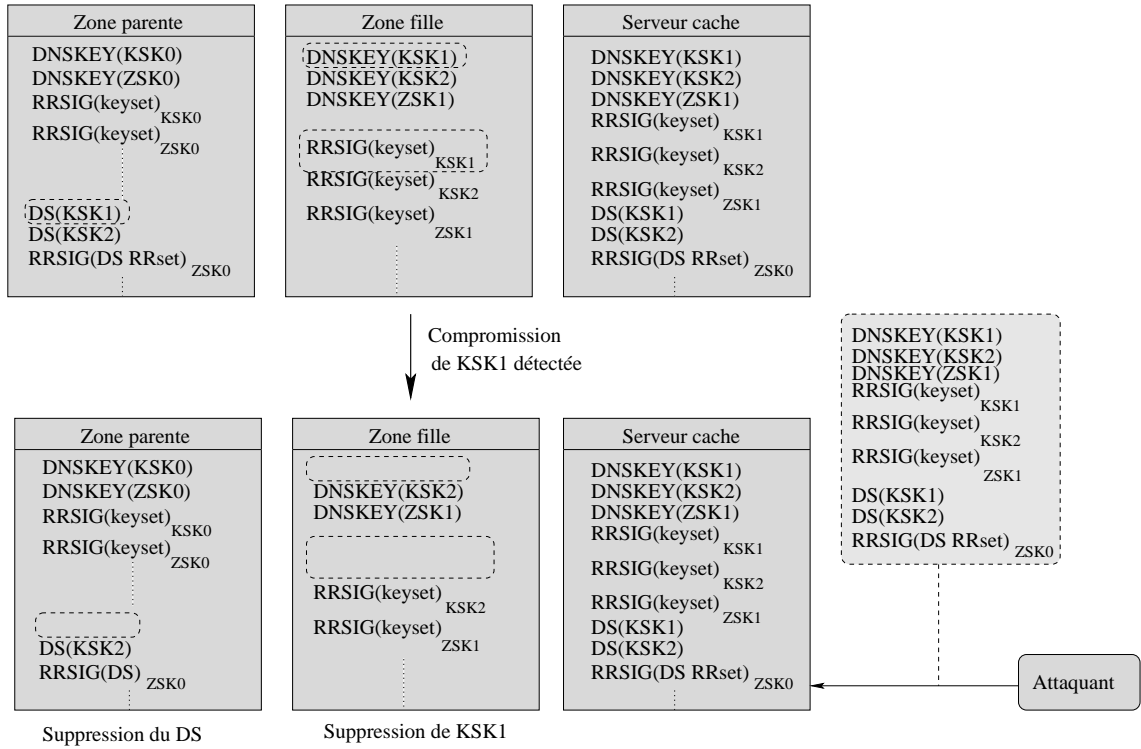 Zone parente
DNSKEY(KSK0)
DNSKEY(ZSK0)
RRSIG(keyset)KSK0
RRSIG(keyset)ZSK0
DS(KSK1)
DS(KSK2)
RRSIG(DS RRset)ZSK0
Zone fille
DNSKEY(KSK1)
DNSKEY(KSK2)
DNSKEY(ZSK1)
RRSIG(keyset)KSK1
RRSIG(keyset)KSK2
RRSIG(keyset)ZSK1
Serveur cache
DNSKEY(KSK1)
DNSKEY(KSK2)
DNSKEY(ZSK1)
RRSIG(keyset)KSK1
RRSIG(keyset)KSK2
RRSIG(keyset)ZSK1
DS(KSK1)
DS(KSK2)
RRSIG(DS RRset)ZSK0
Compromission
de KSK1 détectée
Zone parente
DNSKEY(KSK0)
DNSKEY(ZSK0)
RRSIG(keyset)KSK0
RRSIG(keyset)ZSK0
DS(KSK2)
RRSIG(DS)ZSK0
Suppression du DS
Zone fille
DNSKEY(KSK2)
DNSKEY(ZSK1)
RRSIG(keyset)KSK2
RRSIG(keyset)ZSK1
Suppression de KSK1
Serveur cache
DNSKEY(KSK1)
DNSKEY(KSK2)
DNSKEY(ZSK1)
RRSIG(keyset)KSK1
RRSIG(keyset)KSK2
RRSIG(keyset)ZSK1
DS(KSK1)
DS(KSK2)
RRSIG(DS RRset)ZSK0
DNSKEY(KSK1)
DNSKEY(KSK2)
DNSKEY(ZSK1)
RRSIG(keyset)KSK1
RRSIG(keyset)KSK2
RRSIG(keyset)ZSK1
DS(KSK1)
DS(KSK2)
RRSIG(DS RRset)ZSK0
Attaquant